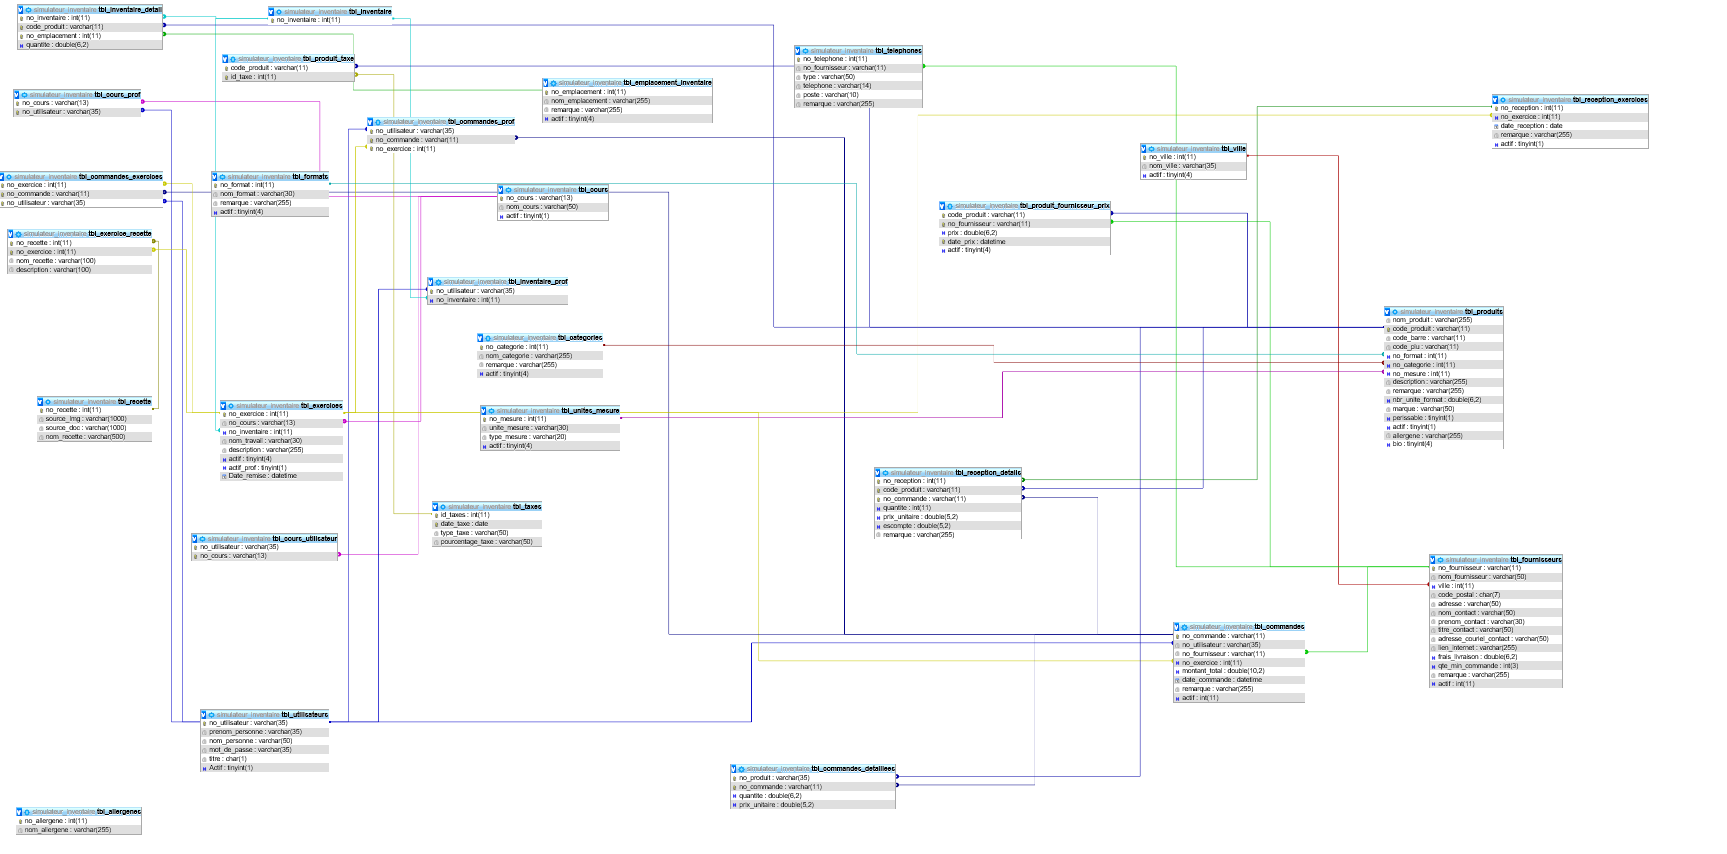 simulateur_inventaire tbl_inventaire_detail
no_inventaire : int(11)
code_produit : varchar(11)
no_emplacement : int(11)
quantite : double(6,2)
simulateur_inventaire tbl_inventaire
no_inventaire : int(11)
simulateur_inventaire tbl_produit_taxe
code_produit : varchar(11)
id_taxe : int(11)
simulateur_inventaire tbl_telephones
no_telephone : int(11)
no_fournisseur : varchar(11)
type : varchar(50)
telephone : varchar(14)
poste : varchar(10)
remarque : varchar(255)
simulateur_inventaire tbl_emplacement_inventaire
no_emplacement : int(11)
nom_emplacement : varchar(255)
remarque : varchar(255)
actif : tinyint(4)
simulateur_inventaire tbl_cours_prof
no_cours : varchar(13)
no_utilisateur : varchar(35)
simulateur_inventaire tbl_reception_exercices
no_reception : int(11)
no_exercice : int(11)
date_reception : date
remarque : varchar(255)
actif : tinyint(1)
simulateur_inventaire tbl_commandes_prof
no_utilisateur : varchar(35)
no_commande : varchar(11)
no_exercice : int(11)
simulateur_inventaire tbl_ville
no_ville : int(11)
nom_ville : varchar(35)
actif : tinyint(4)
simulateur_inventaire tbl_commandes_exercices
no_exercice : int(11)
no_commande : varchar(11)
no_utilisateur : varchar(35)
simulateur_inventaire tbl_formats
no_format : int(11)
nom_format : varchar(30)
remarque : varchar(255)
actif : tinyint(4)
simulateur_inventaire tbl_cours
no_cours : varchar(13)
nom_cours : varchar(50)
actif : tinyint(1)
simulateur_inventaire tbl_produit_fournisseur_prix
code_produit : varchar(11)
no_fournisseur : varchar(11)
prix : double(6,2)
date_prix : datetime
actif : tinyint(4)
simulateur_inventaire tbl_exercice_recette
no_recette : int(11)
no_exercice : int(11)
nom_recette : varchar(100)
description : varchar(100)
simulateur_inventaire tbl_inventaire_prof
no_utilisateur : varchar(35)
no_inventaire : int(11)
simulateur_inventaire tbl_produits
nom_produit : varchar(255)
code_produit : varchar(11)
code_barre : varchar(11)
code_plu : varchar(11)
no_format : int(11)
no_categorie : int(11)
no_mesure : int(11)
description : varchar(255)
remarque : varchar(255)
nbr_unite_format : double(6,2)
marque : varchar(50)
perissable : tinyint(1)
actif : tinyint(1)
allergene : varchar(255)
bio : tinyint(4)
simulateur_inventaire tbl_categories
no_categorie : int(11)
nom_categorie : varchar(255)
remarque : varchar(255)
actif : tinyint(4)
simulateur_inventaire tbl_recette
no_recette : int(11)
source_img : varchar(1000)
source_doc : varchar(1000)
nom_recette : varchar(500)
simulateur_inventaire tbl_exercices
no_exercice : int(11)
no_cours : varchar(13)
no_inventaire : int(11)
nom_travail : varchar(30)
description : varchar(255)
actif : tinyint(4)
actif_prof : tinyint(1)
Date_remise : datetime
simulateur_inventaire tbl_unites_mesure
no_mesure : int(11)
unite_mesure : varchar(30)
type_mesure : varchar(20)
actif : tinyint(4)
simulateur_inventaire tbl_reception_details
no_reception : int(11)
code_produit : varchar(11)
no_commande : varchar(11)
quantite : int(11)
prix_unitaire : double(5,2)
escompte : double(5,2)
remarque : varchar(255)
simulateur_inventaire tbl_taxes
id_taxes : int(11)
date_taxe : date
type_taxe : varchar(50)
pourcentage_taxe : varchar(50)
simulateur_inventaire tbl_cours_utilisateur
no_utilisateur : varchar(35)
no_cours : varchar(13)
simulateur_inventaire tbl_fournisseurs
no_fournisseur : varchar(11)
nom_fournisseur : varchar(50)
ville : int(11)
code_postal : char(7)
adresse : varchar(50)
nom_contact : varchar(50)
prenom_contact : varchar(30)
titre_contact : varchar(50)
adresse_couriel_contact : varchar(50)
lien_internet : varchar(255)
frais_livraison : double(6,2)
qte_min_commande : int(3)
remarque : varchar(255)
actif : int(11)
simulateur_inventaire tbl_commandes
no_commande : varchar(11)
no_utilisateur : varchar(35)
no_fournisseur : varchar(11)
no_exercice : int(11)
montant_total : double(10,2)
date_commande : datetime
remarque : varchar(255)
actif : int(11)
simulateur_inventaire tbl_utilisateurs
no_utilisateur : varchar(35)
prenom_personne : varchar(35)
nom_personne : varchar(50)
mot_de_passe : varchar(35)
titre : char(1)
Actif : tinyint(1)
simulateur_inventaire tbl_commandes_detaillees
no_produit : varchar(35)
no_commande : varchar(11)
quantite : double(6,2)
prix_unitaire : double(5,2)
simulateur_inventaire tbl_allergenes
no_allergene : int(11)
nom_allergene : varchar(255)